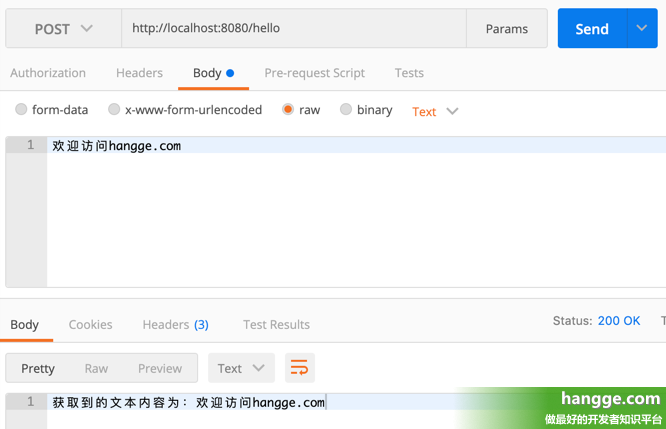 POST http://localhost:8080/hello Params Send
Authorization Headers Body Pre-request Script Tests
form-data x-www-form-urlencoded raw binary Text
1 欢迎访问hangge.com
Body Cookies Headers (3) Test Results Status: 200 OK
Pretty Raw Preview Text
1 获取到的文本内容为：欢迎访问hangge.com
hangge.com
做最好的开发者知识平台